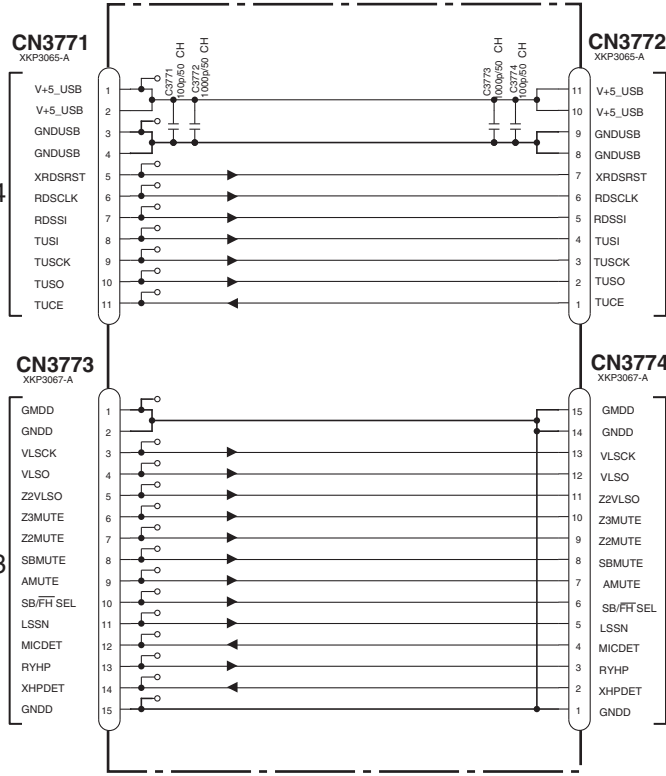 CN3771
XKP3065-A
V+5_USB 1
V+5_USB 2
GNDUSB 3
GNDUSB 4
XRDSRST 5
RDSCLK 6
RDSSI 7
TUSI 8
TUSCK 9
TUSO 10
TUCE 11
C3771
100p/50 CH
C3772
1000p/50 CH
C3773
1000p/50 CH
C3774
100p/50 CH
CN3772
XKP3065-A
11 V+5_USB
10 V+5_USB
9 GNDUSB
8 GNDUSB
7 XRDSRST
6 RDSCLK
5 RDSSI
4 TUSI
3 TUSCK
2 TUSO
1 TUCE
CN3773
XKP3067-A
GMDD 1
GNDD 2
VLSCK 3
VLSO 4
Z2VLSO 5
Z3MUTE 6
Z2MUTE 7
SBMUTE 8
AMUTE 9
SB/F̅H̅ SEL 10
LSSN 11
MICDET 12
RYHP 13
XHPDET 14
GNDD 15
CN3774
XKP3067-A
15 GMDD
14 GNDD
13 VLSCK
12 VLSO
11 Z2VLSO
10 Z3MUTE
9 Z2MUTE
8 SBMUTE
7 AMUTE
6 SB/F̅H̅ SEL
5 LSSN
4 MICDET
3 RYHP
2 XHPDET
1 GNDD